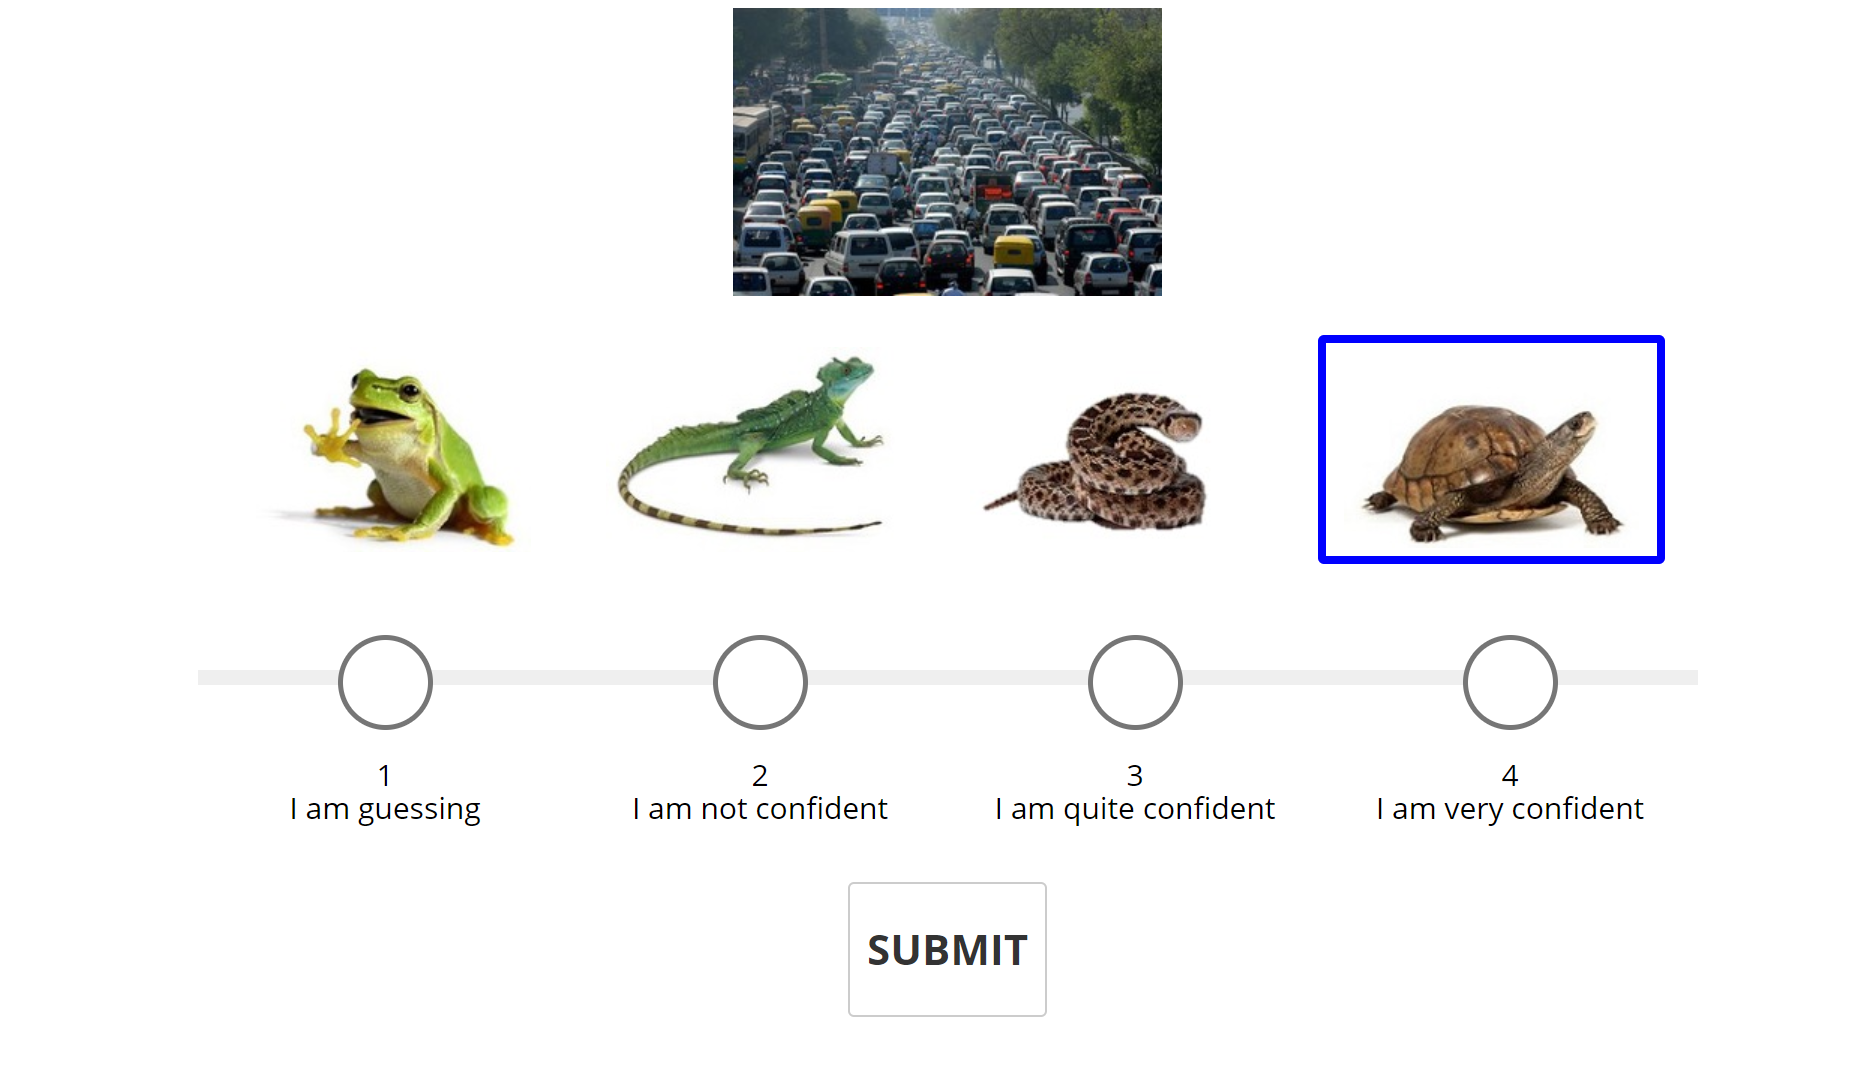 1
I am guessing
2
I am not confident
3
I am quite confident
4
I am very confident
SUBMIT